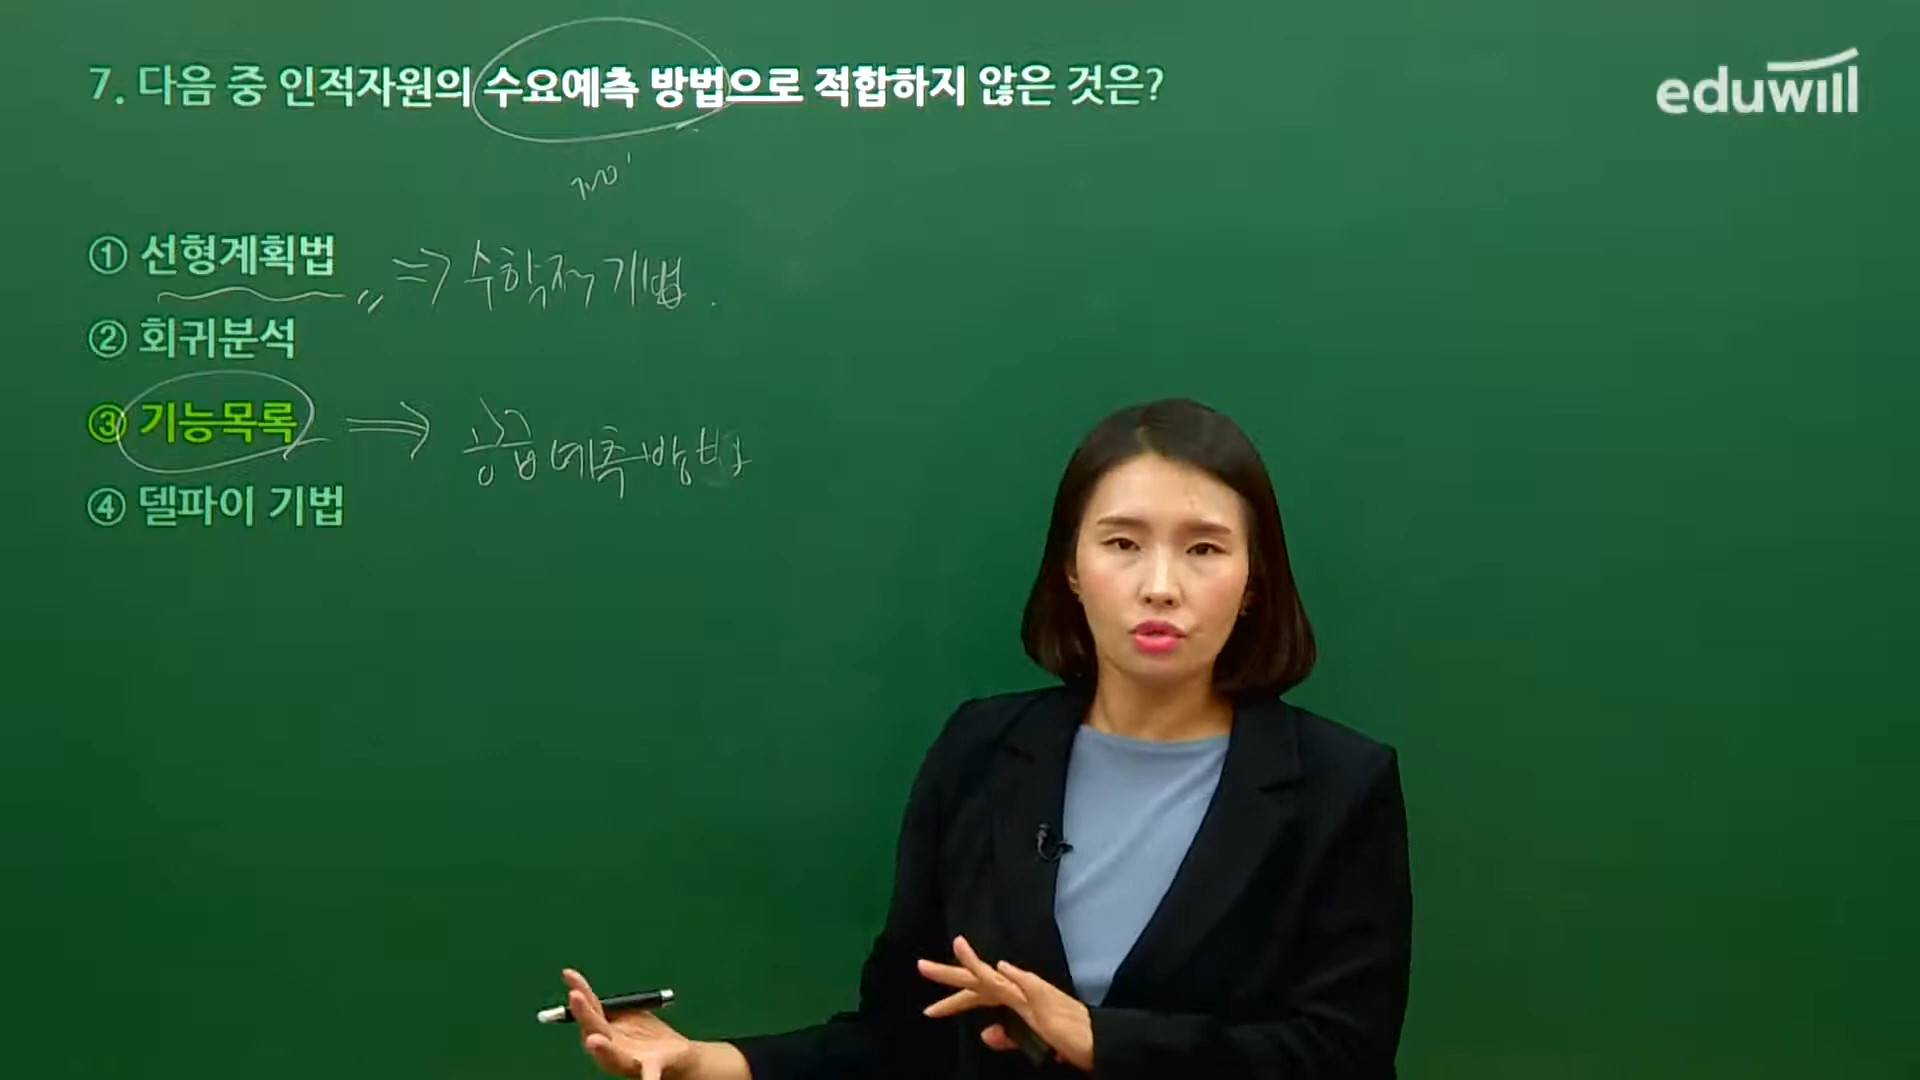 7. 다음 중 인적자원의 수요예측 방법으로 적합하지 않은 것은?
eduwill
no!
① 선형계획법 ⇒ 수학적 기법.
② 회귀분석
③ 기능목록 ⇒ 공급예측방법
④ 델파이 기법